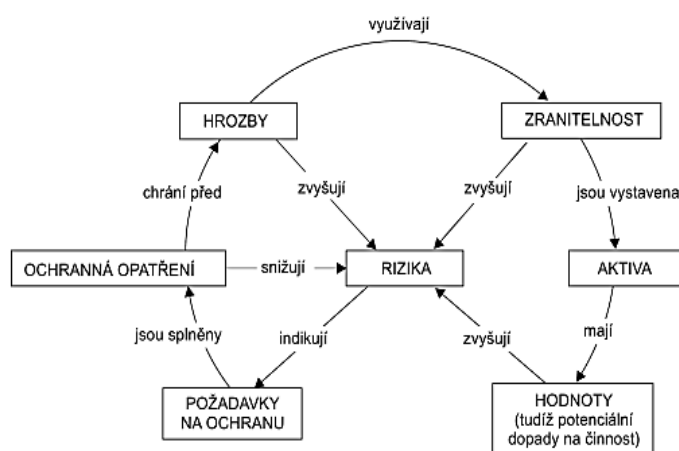 využívají
HROZBY
ZRANITELNOST
chrání před
zvyšují
zvyšují
jsou vystavena
OCHRANNÁ OPATŘENÍ
snižují
RIZIKA
AKTIVA
jsou splněny
indikují
zvyšují
mají
POŽADAVKY
NA OCHRANU
HODNOTY
(tudíž potenciální
dopady na činnost)